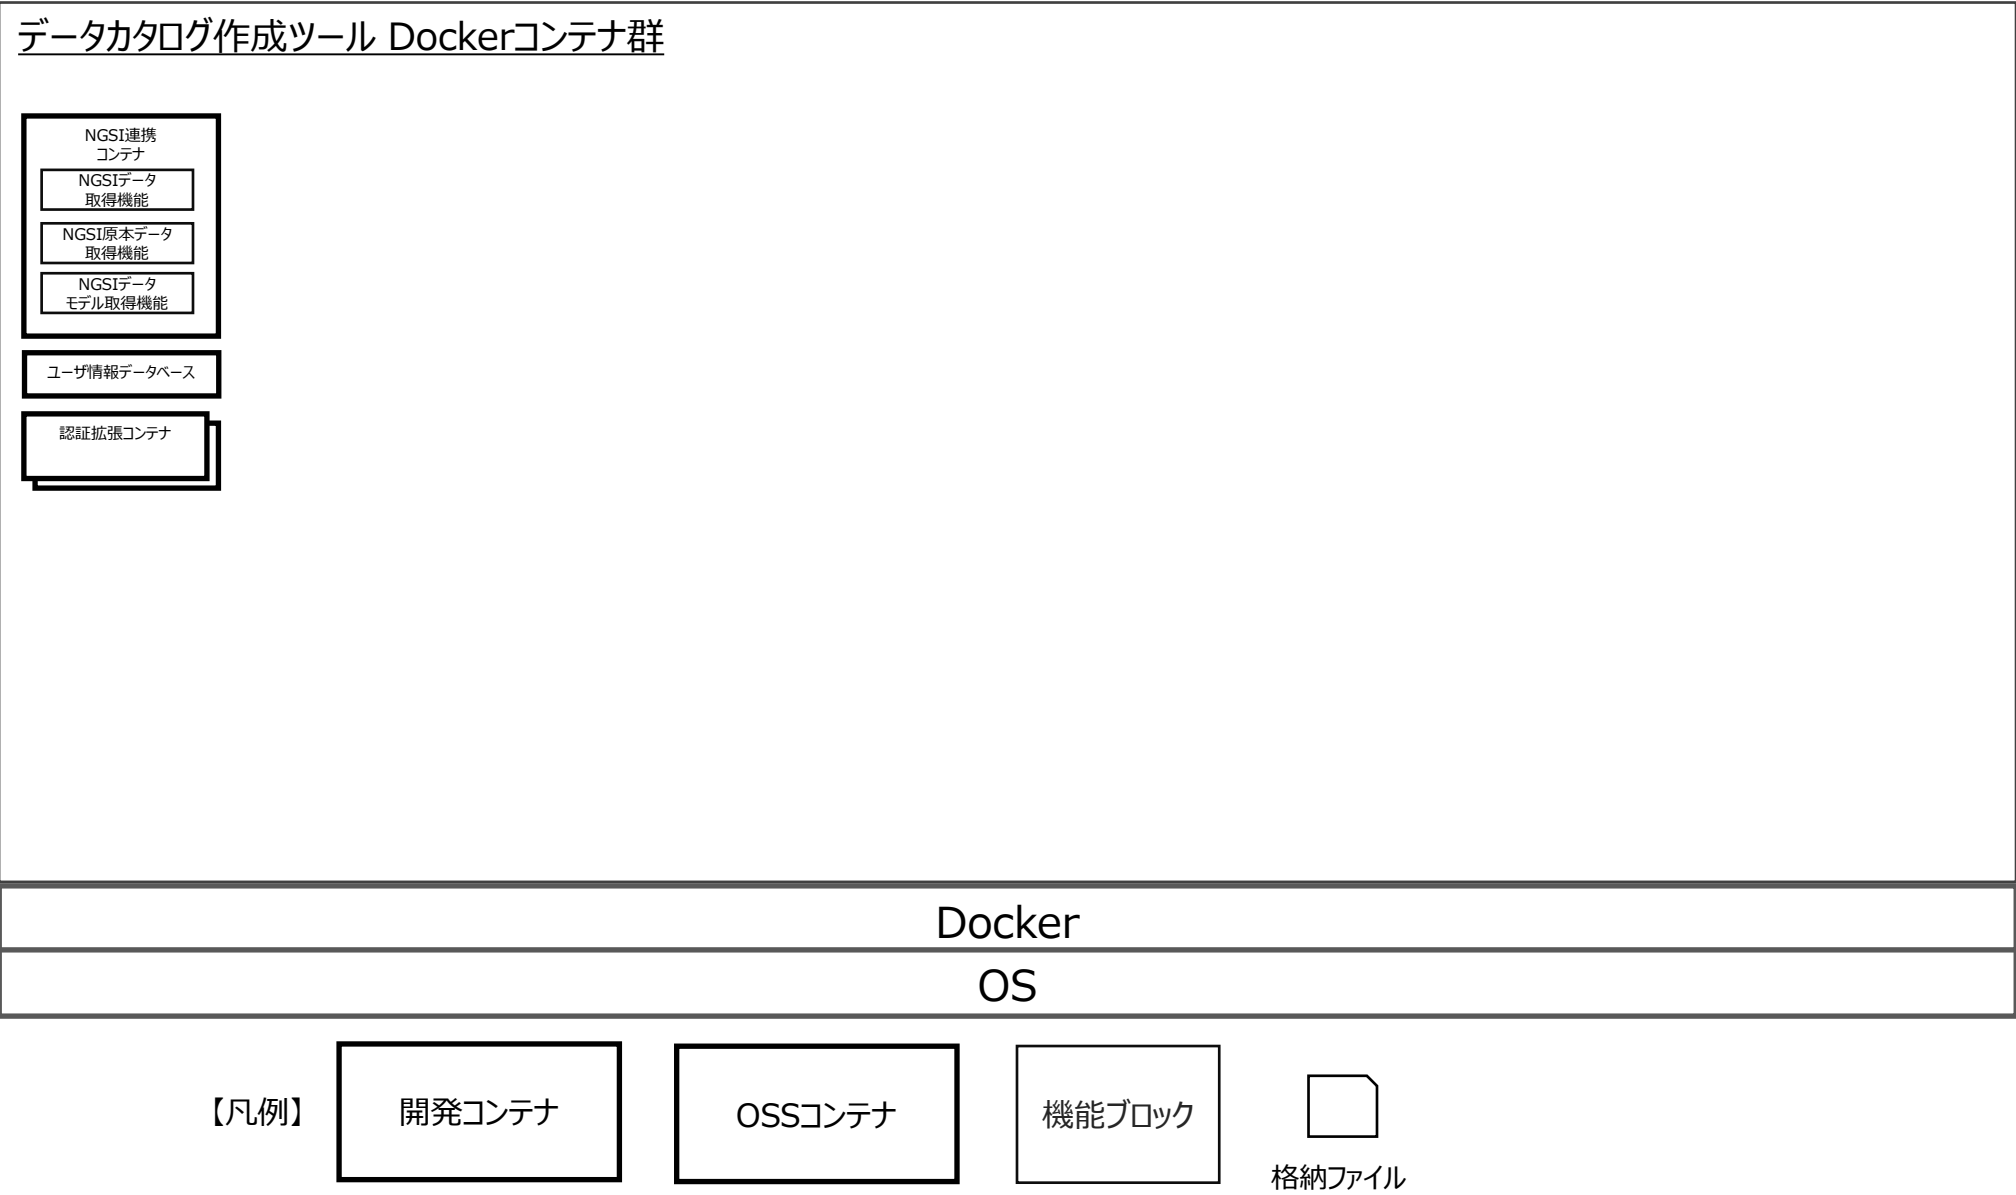 データカタログ作成ツール Dockerコンテナ群
NGSI連携
コンテナ
NGSIデータ
取得機能
NGSI原本データ
取得機能
NGSIデータ
モデル取得機能
ユーザ情報データベース
認証拡張コンテナ
Docker
OS
【凡例】
開発コンテナ
OSSコンテナ
機能ブロック
格納ファイル